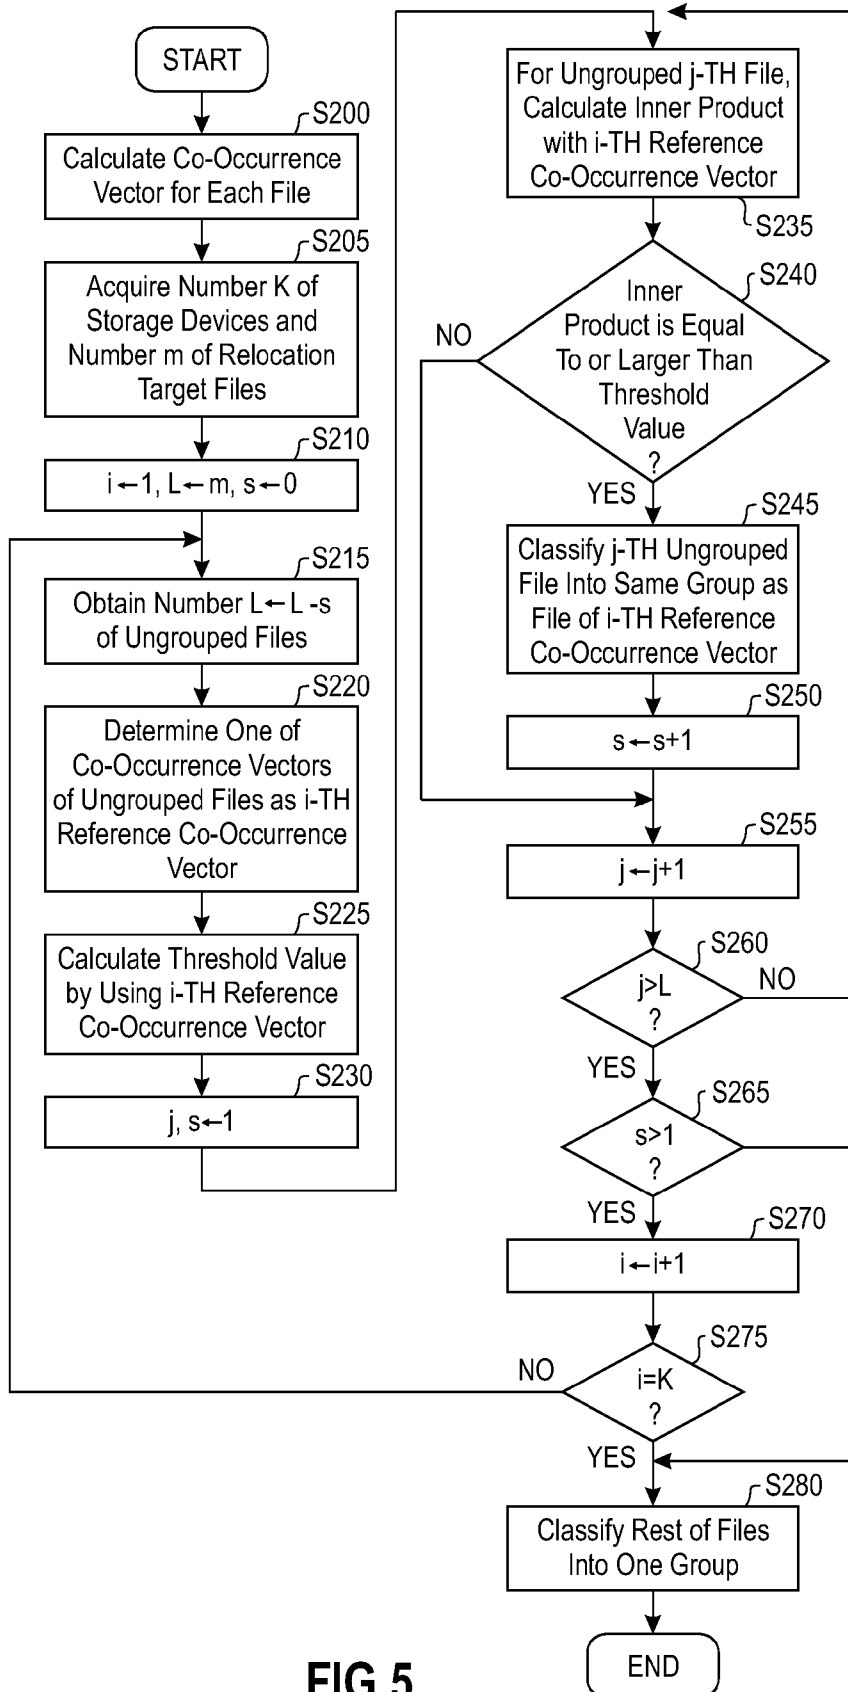 START
S200
Calculate Co-Occurrence
Vector for Each File
S205
Acquire Number K of
Storage Devices and
Number m of Relocation
Target Files
S210
i←1, L←m, s←0
S215
Obtain Number L←L -s
of Ungrouped Files
S220
Determine One of
Co-Occurrence Vectors
of Ungrouped Files as i-TH
Reference Co-Occurrence
Vector
S225
Calculate Threshold Value
by Using i-TH Reference
Co-Occurrence Vector
S230
j, s←1
For Ungrouped j-TH File,
Calculate Inner Product
with i-TH Reference
Co-Occurrence Vector
S235
S240
Inner
Product is Equal
To or Larger Than
Threshold
Value
?
NO
YES
S245
Classify j-TH Ungrouped
File Into Same Group as
File of i-TH Reference
Co-Occurrence Vector
S250
s←s+1
S255
j←j+1
S260
j>L
?
NO
YES
S265
s>1
?
YES
S270
i←i+1
S275
i=K
?
NO
YES
S280
Classify Rest of Files
Into One Group
END
FIG.5